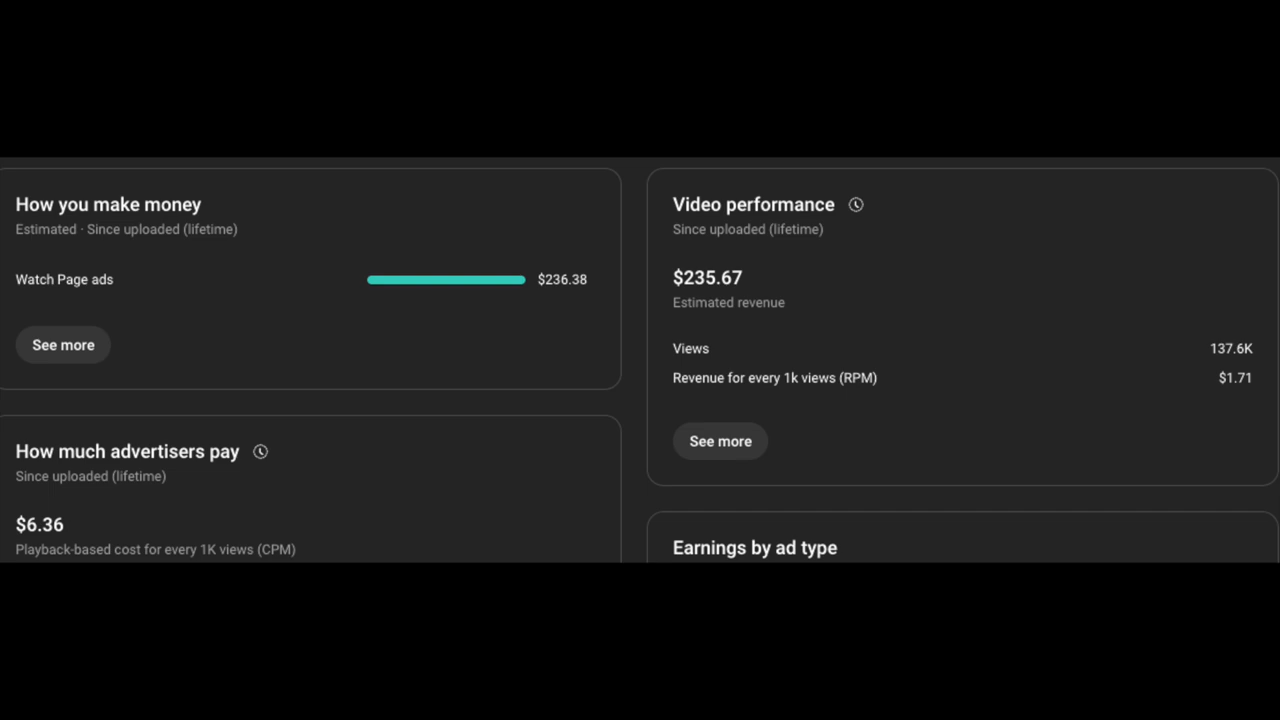 How you make money
Estimated · Since uploaded (lifetime)
Watch Page ads $236.38
See more
How much advertisers pay
Since uploaded (lifetime)
$6.36
Playback-based cost for every 1K views (CPM)
Video performance
Since uploaded (lifetime)
$235.67
Estimated revenue
Views 137.6K
Revenue for every 1k views (RPM) $1.71
See more
Earnings by ad type